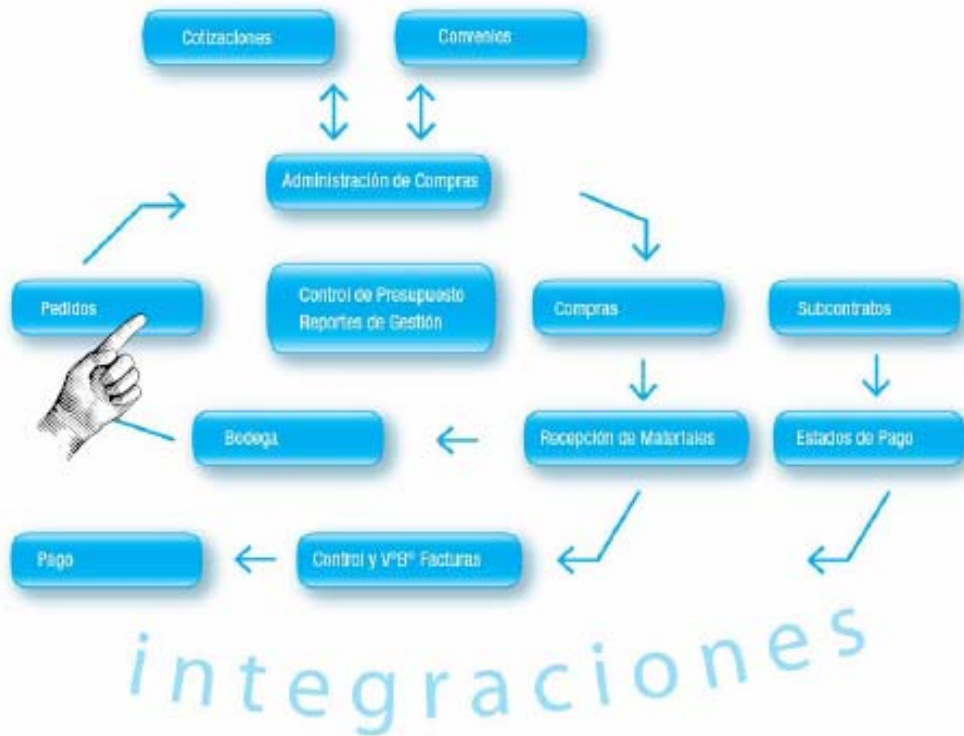 Cotizaciones
Convenios
Administración de Compras
Pedidos
Control de Presupuesto
Reportes de Gestión
Compras
Subcontratos
Bodega
Recepción de Materiales
Estados de Pago
Pago
Control y VºBº Facturas
integraciones